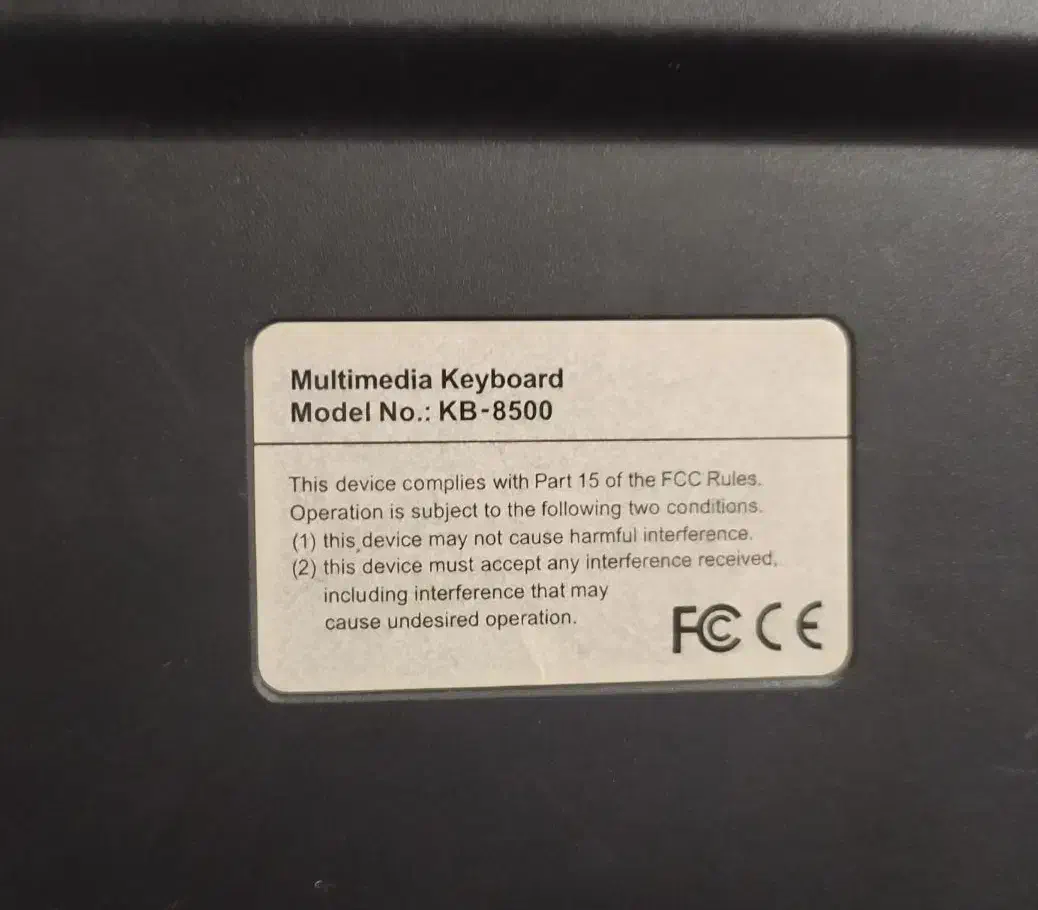 Multimedia Keyboard
Model No.: KB-8500
This device complies with Part 15 of the FCC Rules.
Operation is subject to the following two conditions.
(1) this device may not cause harmful interference.
(2) this device must accept any interference received,
including interference that may
cause undesired operation.
FC CE